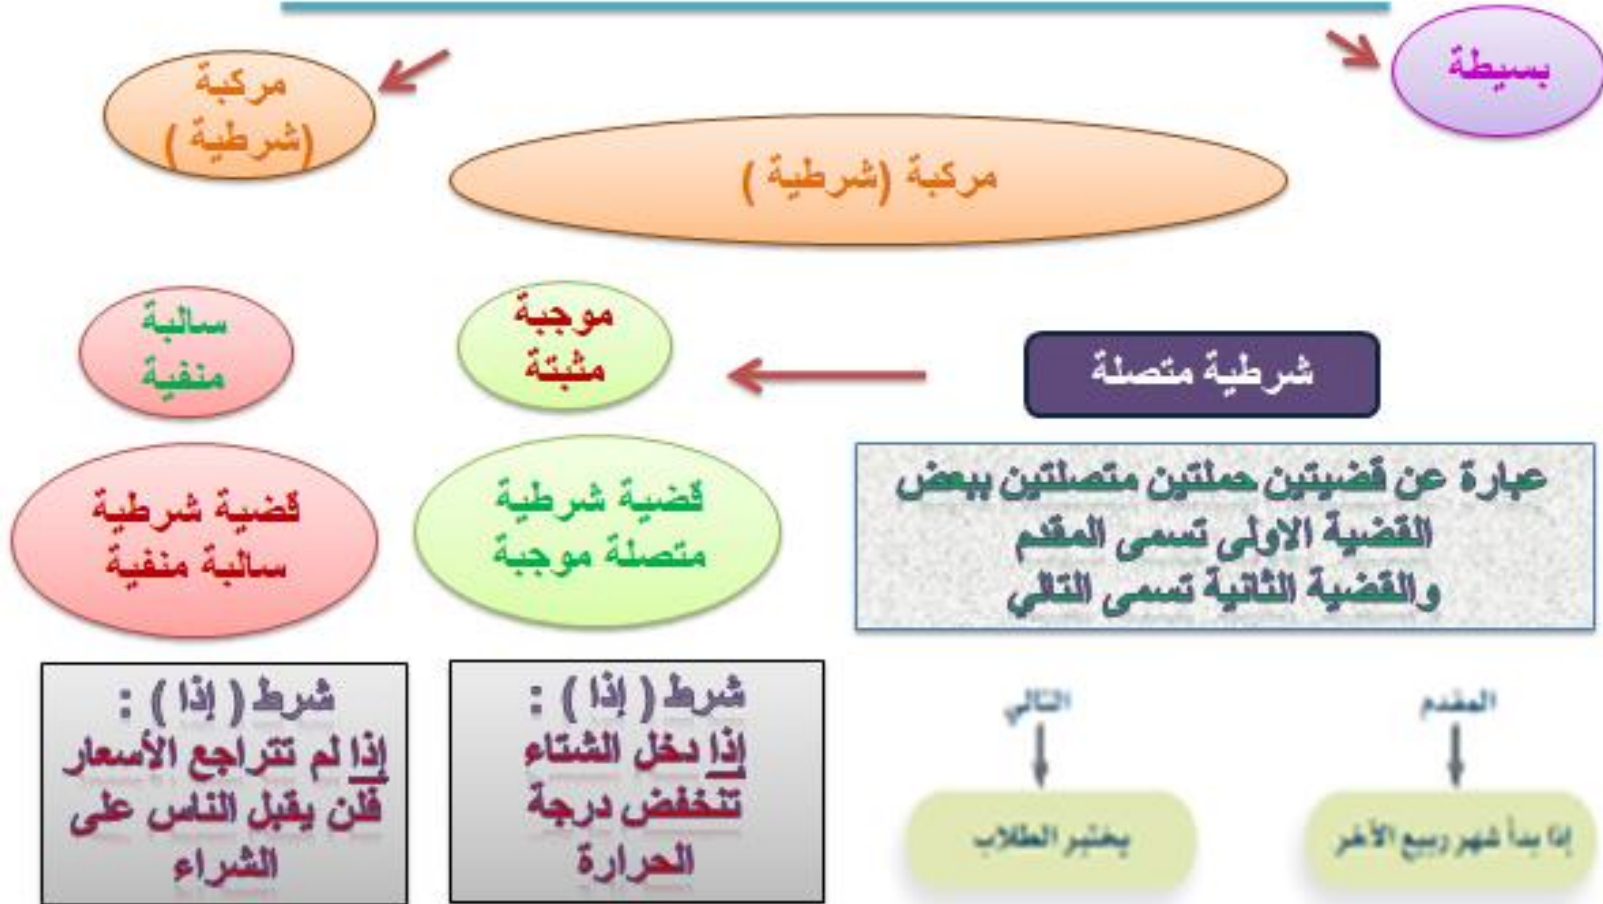 بسيطة
مركبة
(شرطية )
مركبة (شرطية )
شرطية متصلة
موجبة
مثبتة
سالبة
منفية
عبارة عن قضيتين حملتين متصلتين ببعض
القضية الاولى تسمى المقدم
والقضية الثانية تسمى التالي
قضية شرطية
متصلة موجبة
قضية شرطية
سالبة منفية
المقدم
إذا بدأ شهر ربيع الأخر
التالي
يختبر الطلاب
شرط ( إذا ) :
إذا دخل الشتاء
تنخفض درجة
الحرارة
شرط ( إذا ) :
إذا لم تتراجع الأسعار
فلن يقبل الناس على
الشراء